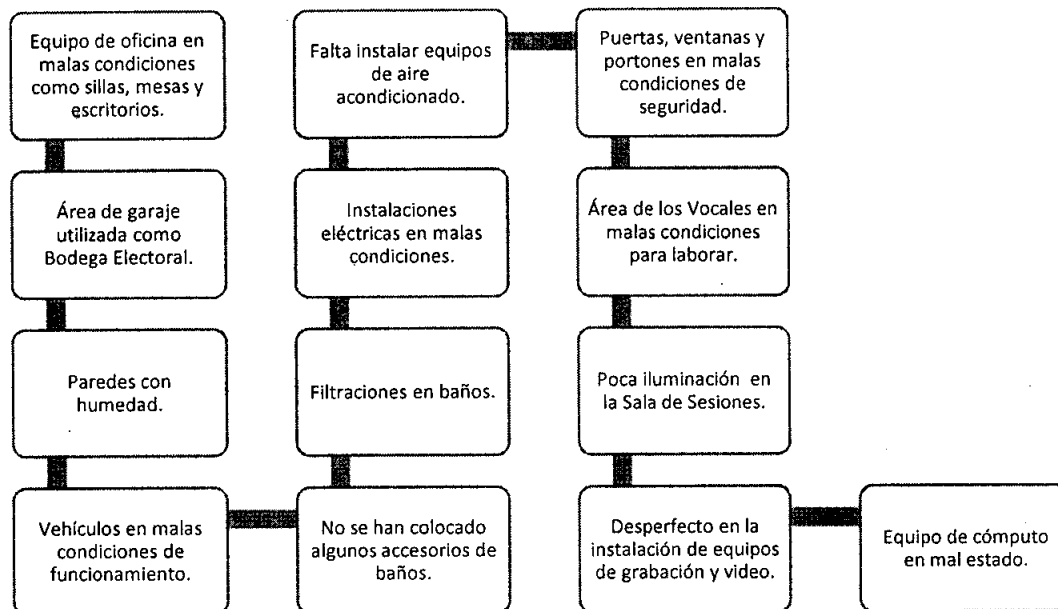 Equipo de oficina en
malas condiciones
como sillas, mesas y
escritorios.
Área de garaje
utilizada como
Bodega Electoral.
Paredes con
humedad.
Vehículos en malas
condiciones de
funcionamiento.
No se han colocado
algunos accesorios de
baños.
Filtraciones en baños.
Instalaciones
eléctricas en malas
condiciones.
Falta instalar equipos
de aire
acondicionado.
Puertas, ventanas y
portones en malas
condiciones de
seguridad.
Área de los Vocales en
malas condiciones
para laborar.
Poca iluminación en
la Sala de Sesiones.
Desperfecto en la
instalación de equipos
de grabación y video.
Equipo de cómputo
en mal estado.